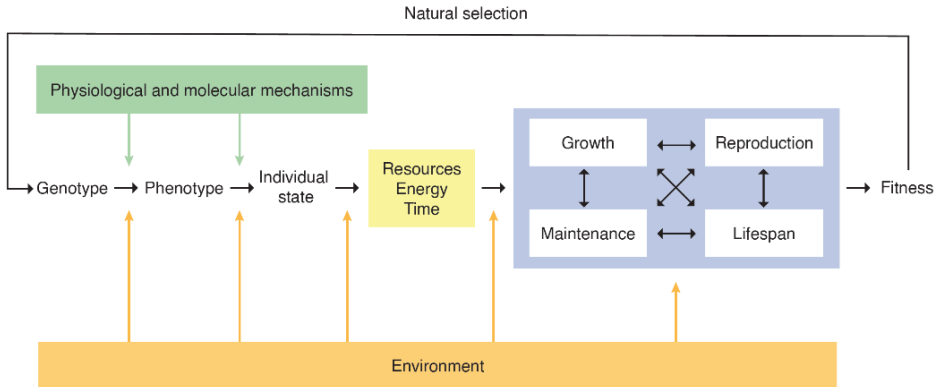 Natural selection
Physiological and molecular mechanisms
Growth
Reproduction
Genotype
Phenotype
Individual
state
Resources
Energy
Time
Fitness
Maintenance
Lifespan
Environment